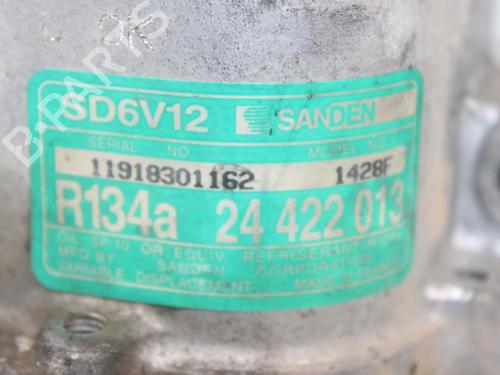 SD6V12 SANDEN
SERIAL NO. MODEL NO.
11918301162 1428F
R134a 24 422 013
OIL SP-10 OR EQUIV. REFRIGERANT R134a
MFD BY SANDEN CORPORATION
VARIABLE DISPLACEMENT MADE IN FRANCE
B-PARTS